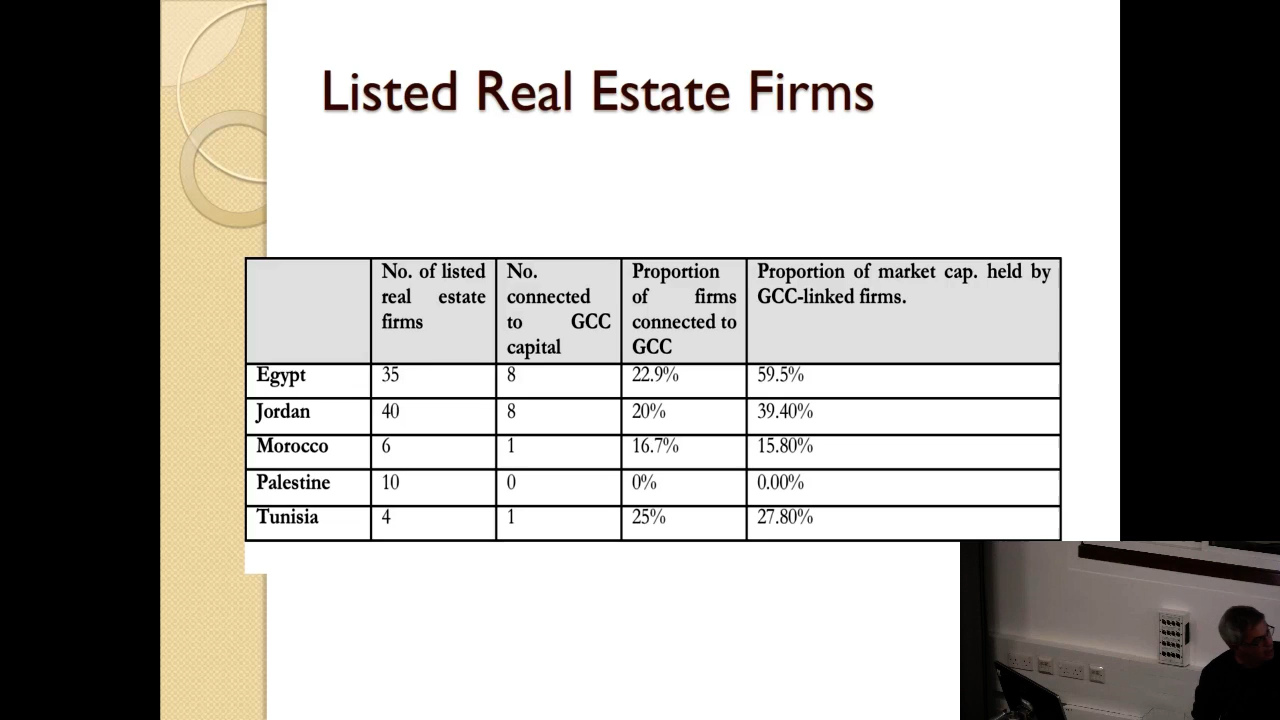 Listed Real Estate Firms
No. of listed real estate firms
No. connected to GCC capital
Proportion of firms connected to GCC
Proportion of market cap. held by GCC-linked firms.
Egypt 35 8 22.9% 59.5%
Jordan 40 8 20% 39.40%
Morocco 6 1 16.7% 15.80%
Palestine 10 0 0% 0.00%
Tunisia 4 1 25% 27.80%